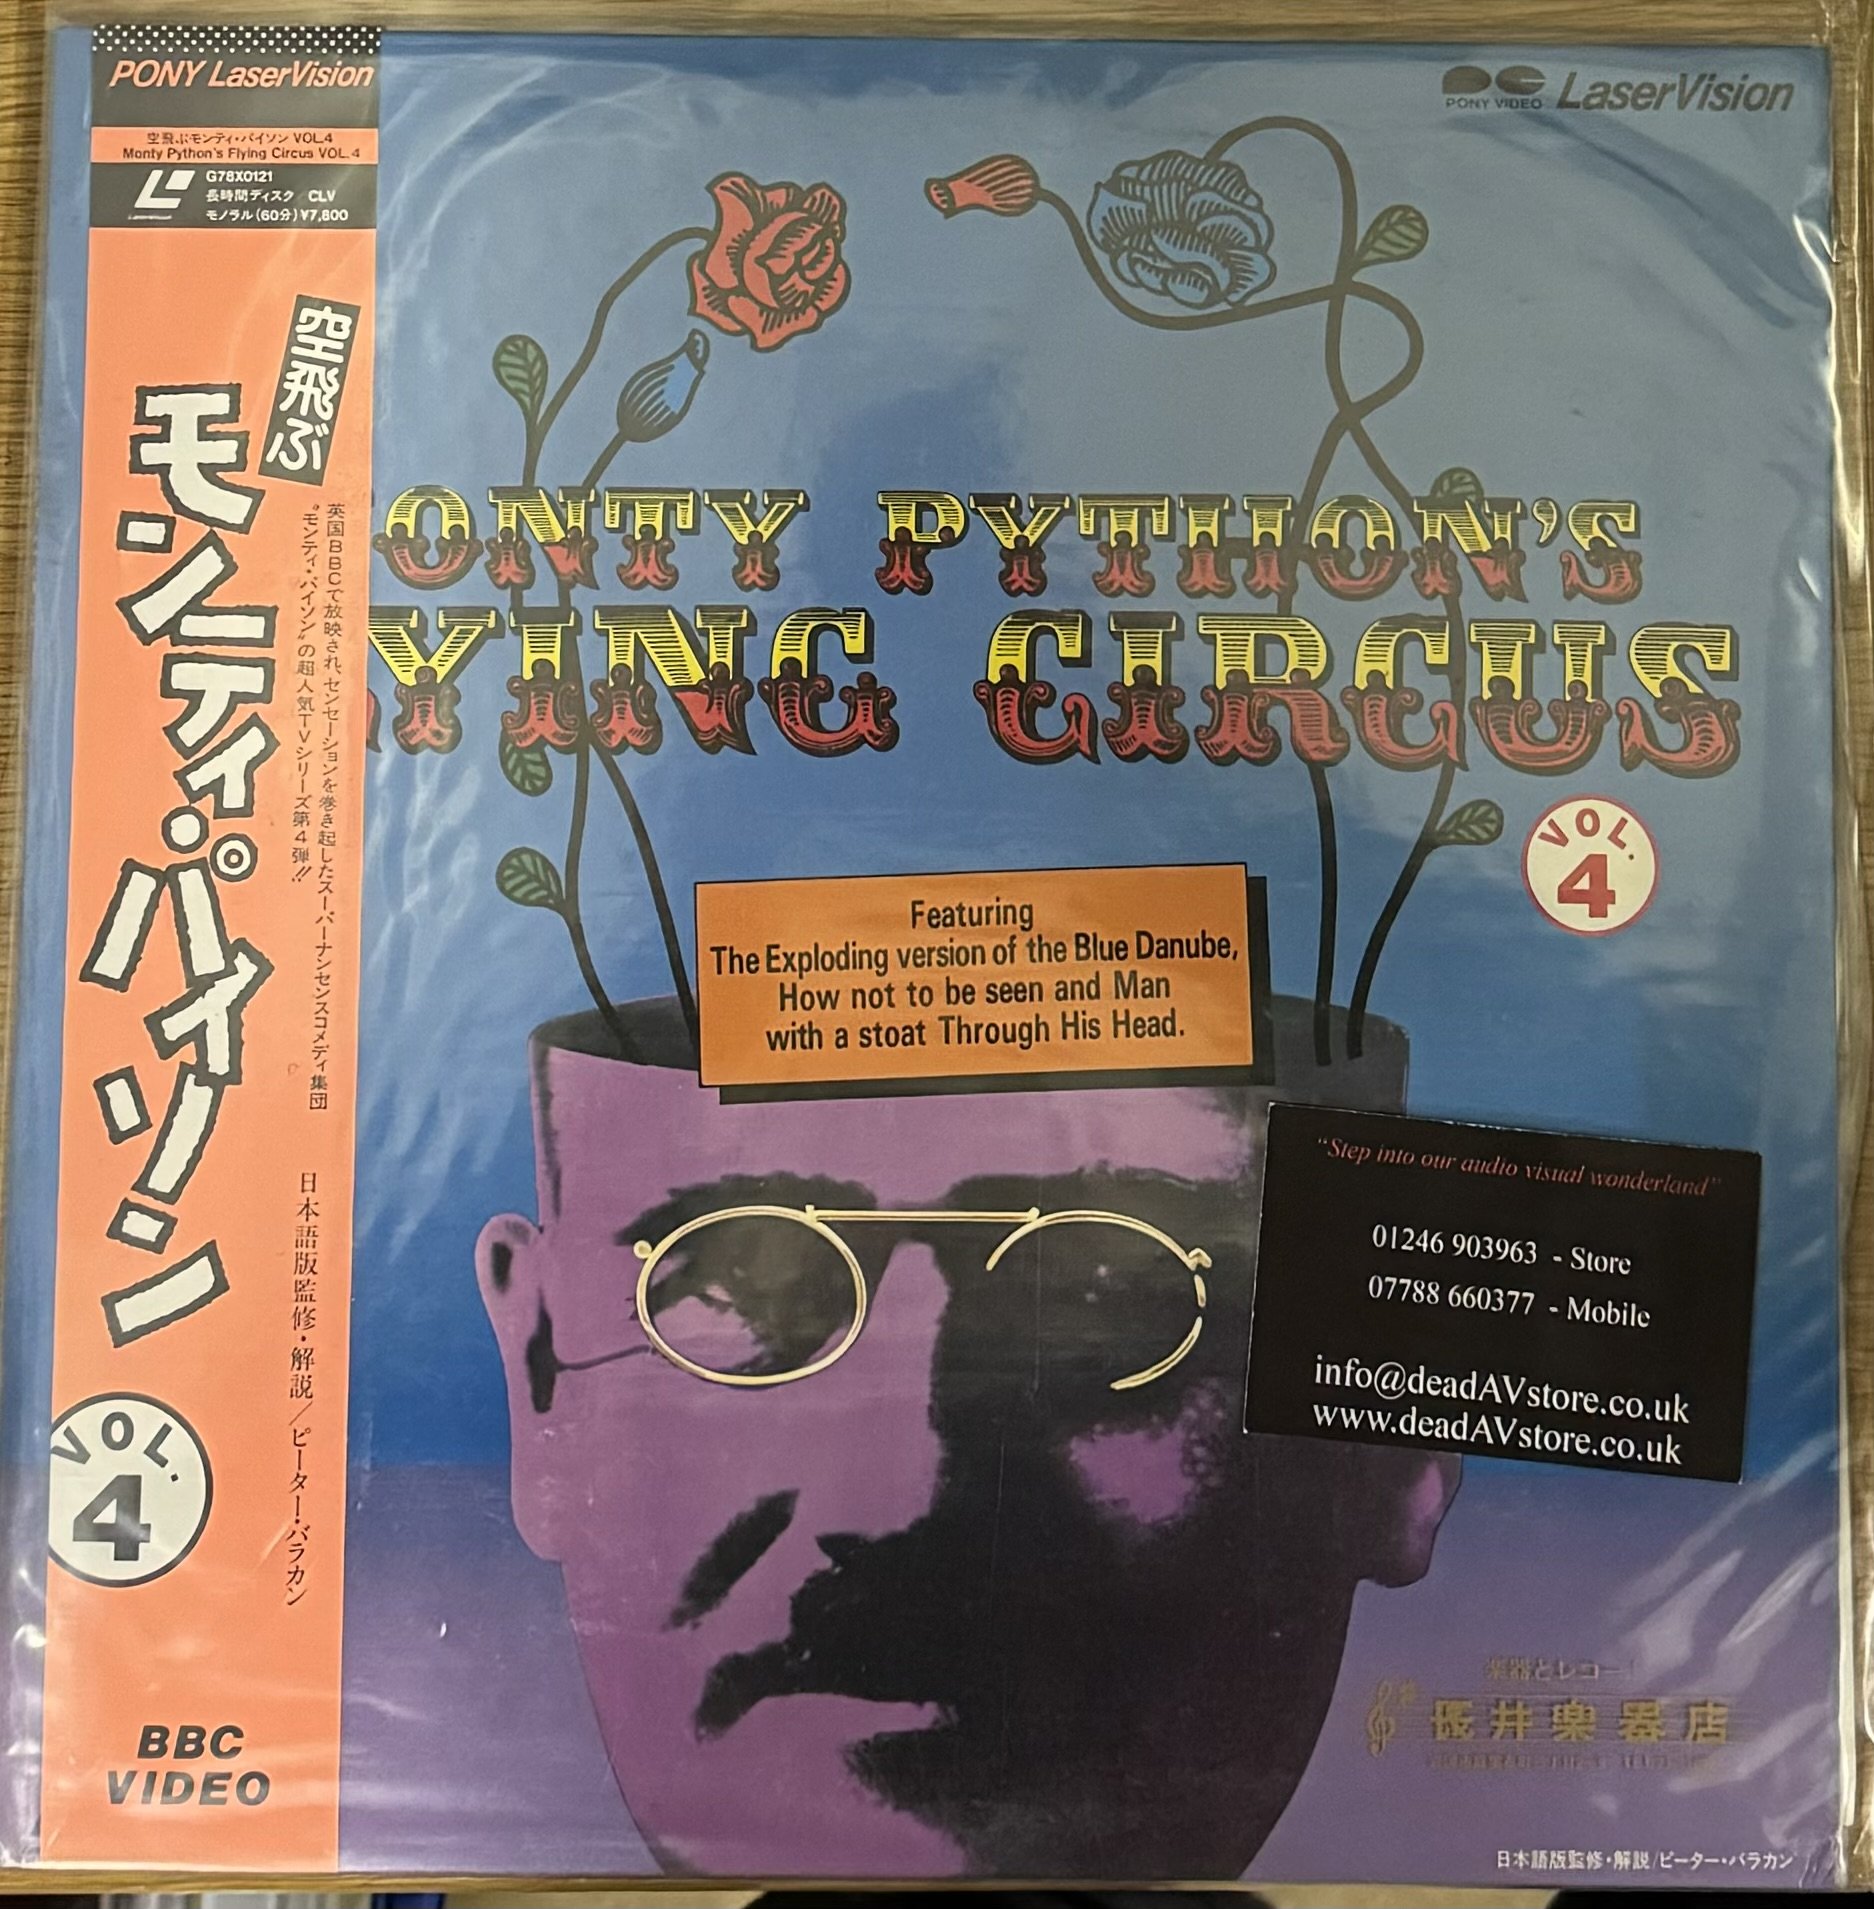 PONY LaserVision
空飛ぶモンティ・パイソン VOL.4
Monty Python's Flying Circus VOL.4
G78X0121
長時間ディスク CLV
モノラル(60分)¥7,800
空飛ぶ
モンティ・パイソン
英国BBCで放映され、センセーションを巻き起したスーパーナンセンスコメディ集団
"モンティ・パイソン"の超人気TVシリーズ第4弾!!
日本語版監修・解説/ピーター・バラカン
VOL.
4
BBC
VIDEO
PONY VIDEO LaserVision
ONTY PYTHON'S
YING CIRCUS
VOL.
4
Featuring
The Exploding version of the Blue Danube,
How not to be seen and Man
with a stoat Through His Head.
"Step into our audio visual wonderland"
01246 903963 - Store
07788 660377 - Mobile
info@deadAVstore.co.uk
www.deadAVstore.co.uk
井楽器店
日本語版監修・解説/ピーター・バラカン